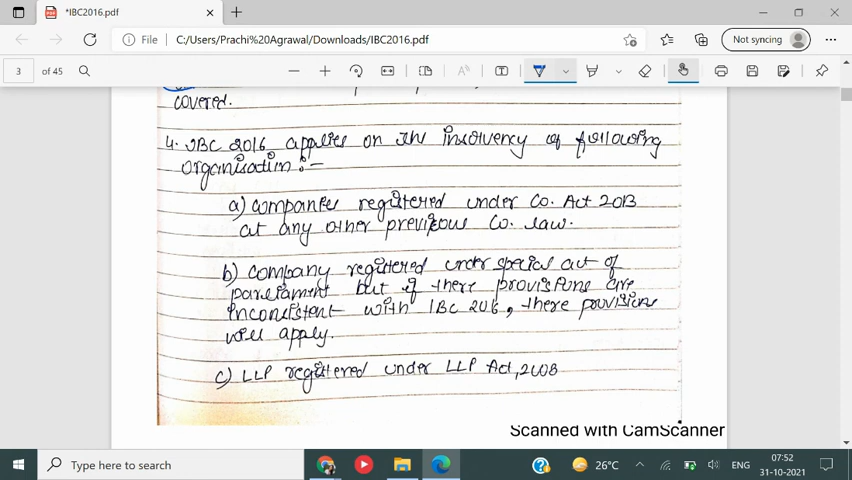 *IBC2016.pdf
File C:/Users/Prachi%20Agrawal/Downloads/IBC2016.pdf
Not syncing
3 of 45
covered.
4. IBC 2016 applies on the insolvency of following
organisation:-
a) companies registered under Co. Act 2013
at any other previous Co. law.
b) Company registered under special act of
parliament but if there provisions are
inconsistent with IBC 206, there provisions
will apply.
c) LLP registered under LLP Act, 2008
Scanned with CamScanner
Type here to search
26°C
ENG
07:52
31-10-2021